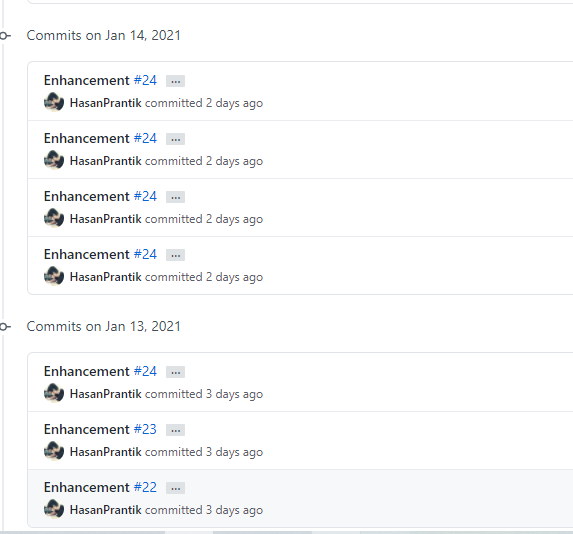 Commits on Jan 14, 2021
Enhancement #24 ...
HasanPrantik committed 2 days ago
Enhancement #24 ...
HasanPrantik committed 2 days ago
Enhancement #24 ...
HasanPrantik committed 2 days ago
Enhancement #24 ...
HasanPrantik committed 2 days ago
Commits on Jan 13, 2021
Enhancement #24 ...
HasanPrantik committed 3 days ago
Enhancement #23 ...
HasanPrantik committed 3 days ago
Enhancement #22 ...
HasanPrantik committed 3 days ago